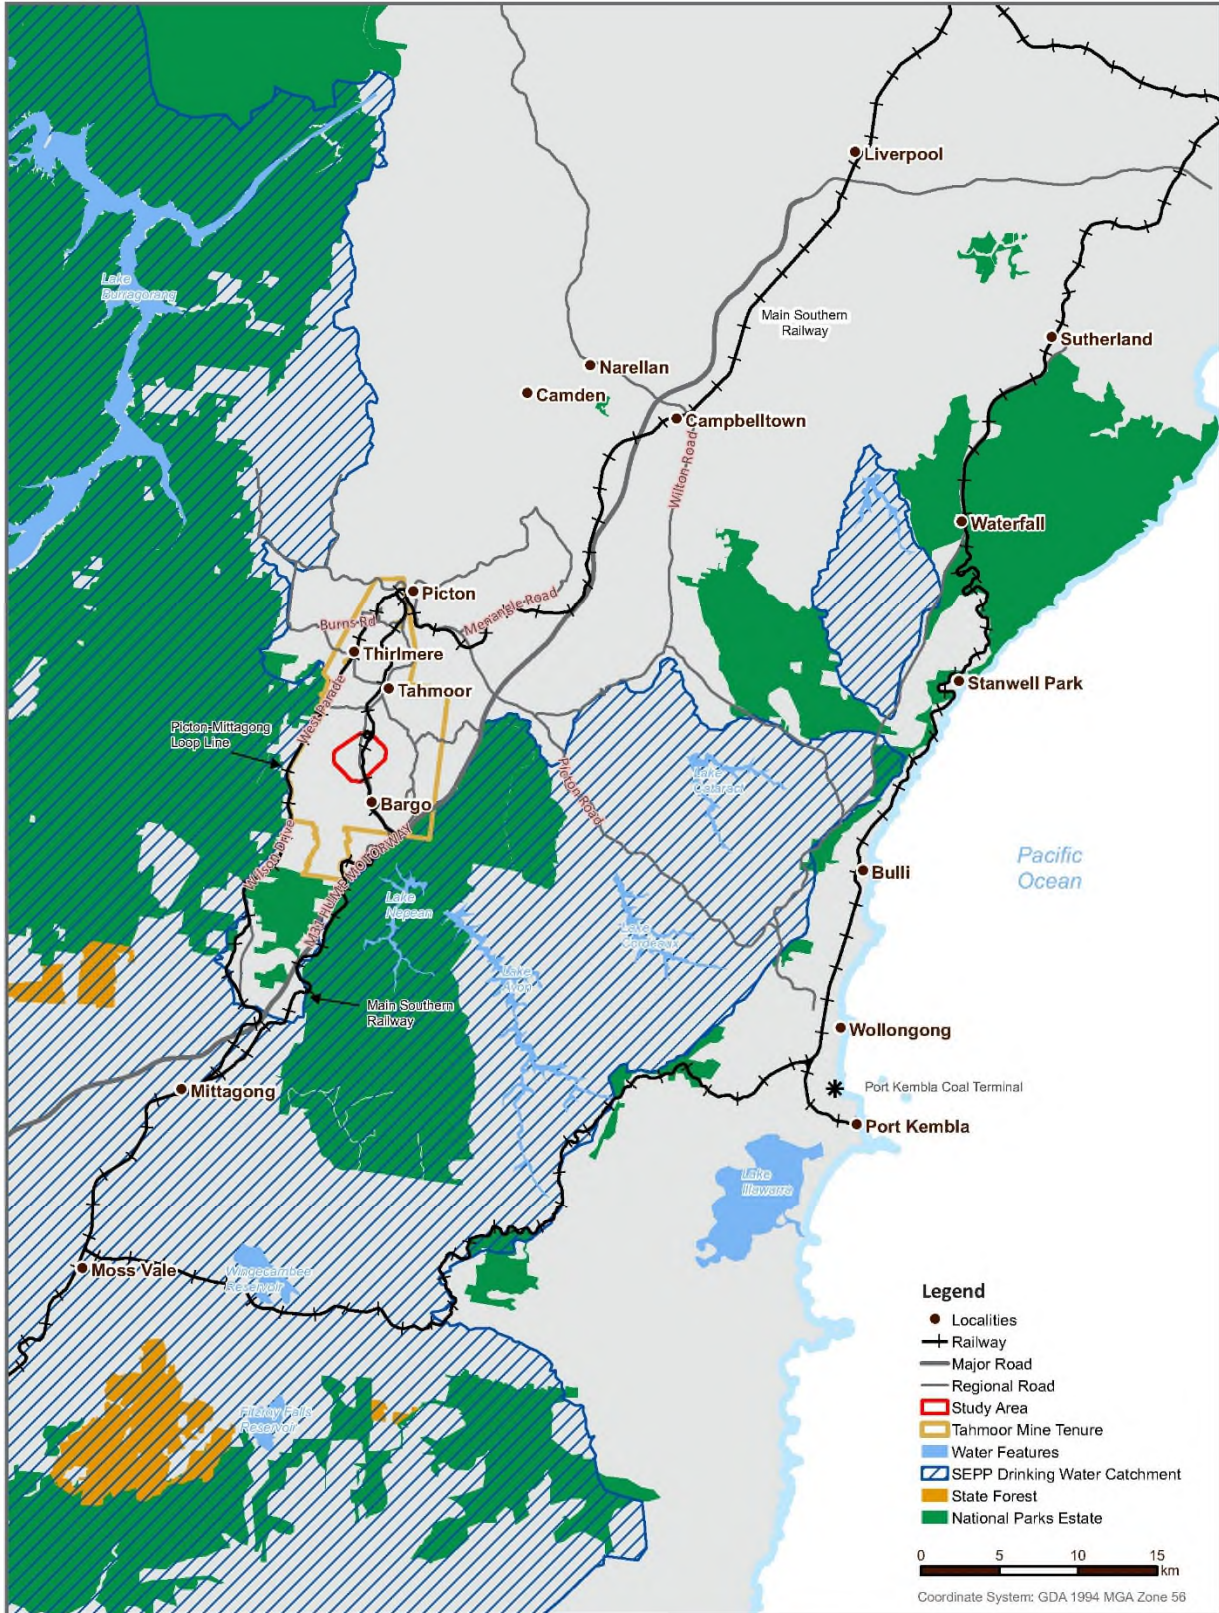 Liverpool
Lake
Burragorang
Main Southern
Railway
Sutherland
Narellan
Camden
Campbelltown
Wilton Road
Waterfall
Picton
Menangle Road
Burns Rd
Thirlmere
Stanwell Park
Tahmoor
West Parade
Picton-Mittagong
Loop Line
Lake
Cataract
Picton Road
Bargo
Wilson Drive
M31 HUME MOTORWAY
Pacific
Ocean
Bulli
Lake
Nepean
Lake
Cordeaux
Lake
Avon
Main Southern
Railway
Wollongong
Mittagong
Port Kembla Coal Terminal
Port Kembla
Lake
Illawarra
Moss Vale
Wingecarribee
Reservoir
Fitzroy Falls
Reservoir
Legend
Localities
Railway
Major Road
Regional Road
Study Area
Tahmoor Mine Tenure
Water Features
SEPP Drinking Water Catchment
State Forest
National Parks Estate
0 5 10 15
km
Coordinate System: GDA 1994 MGA Zone 56